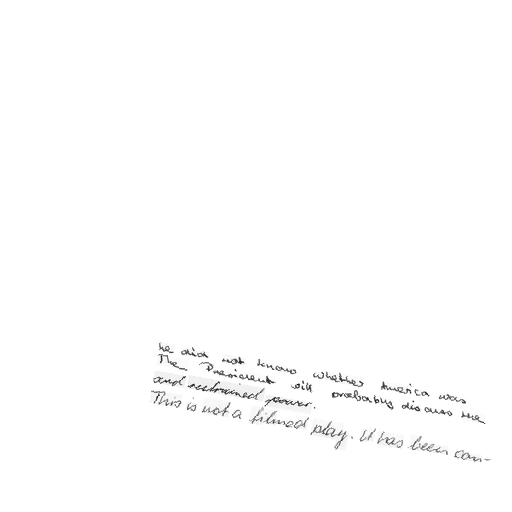 he did not know whether America was
The President will probably discuss the
and restrained power.
This is not a filmed play. It has been con-